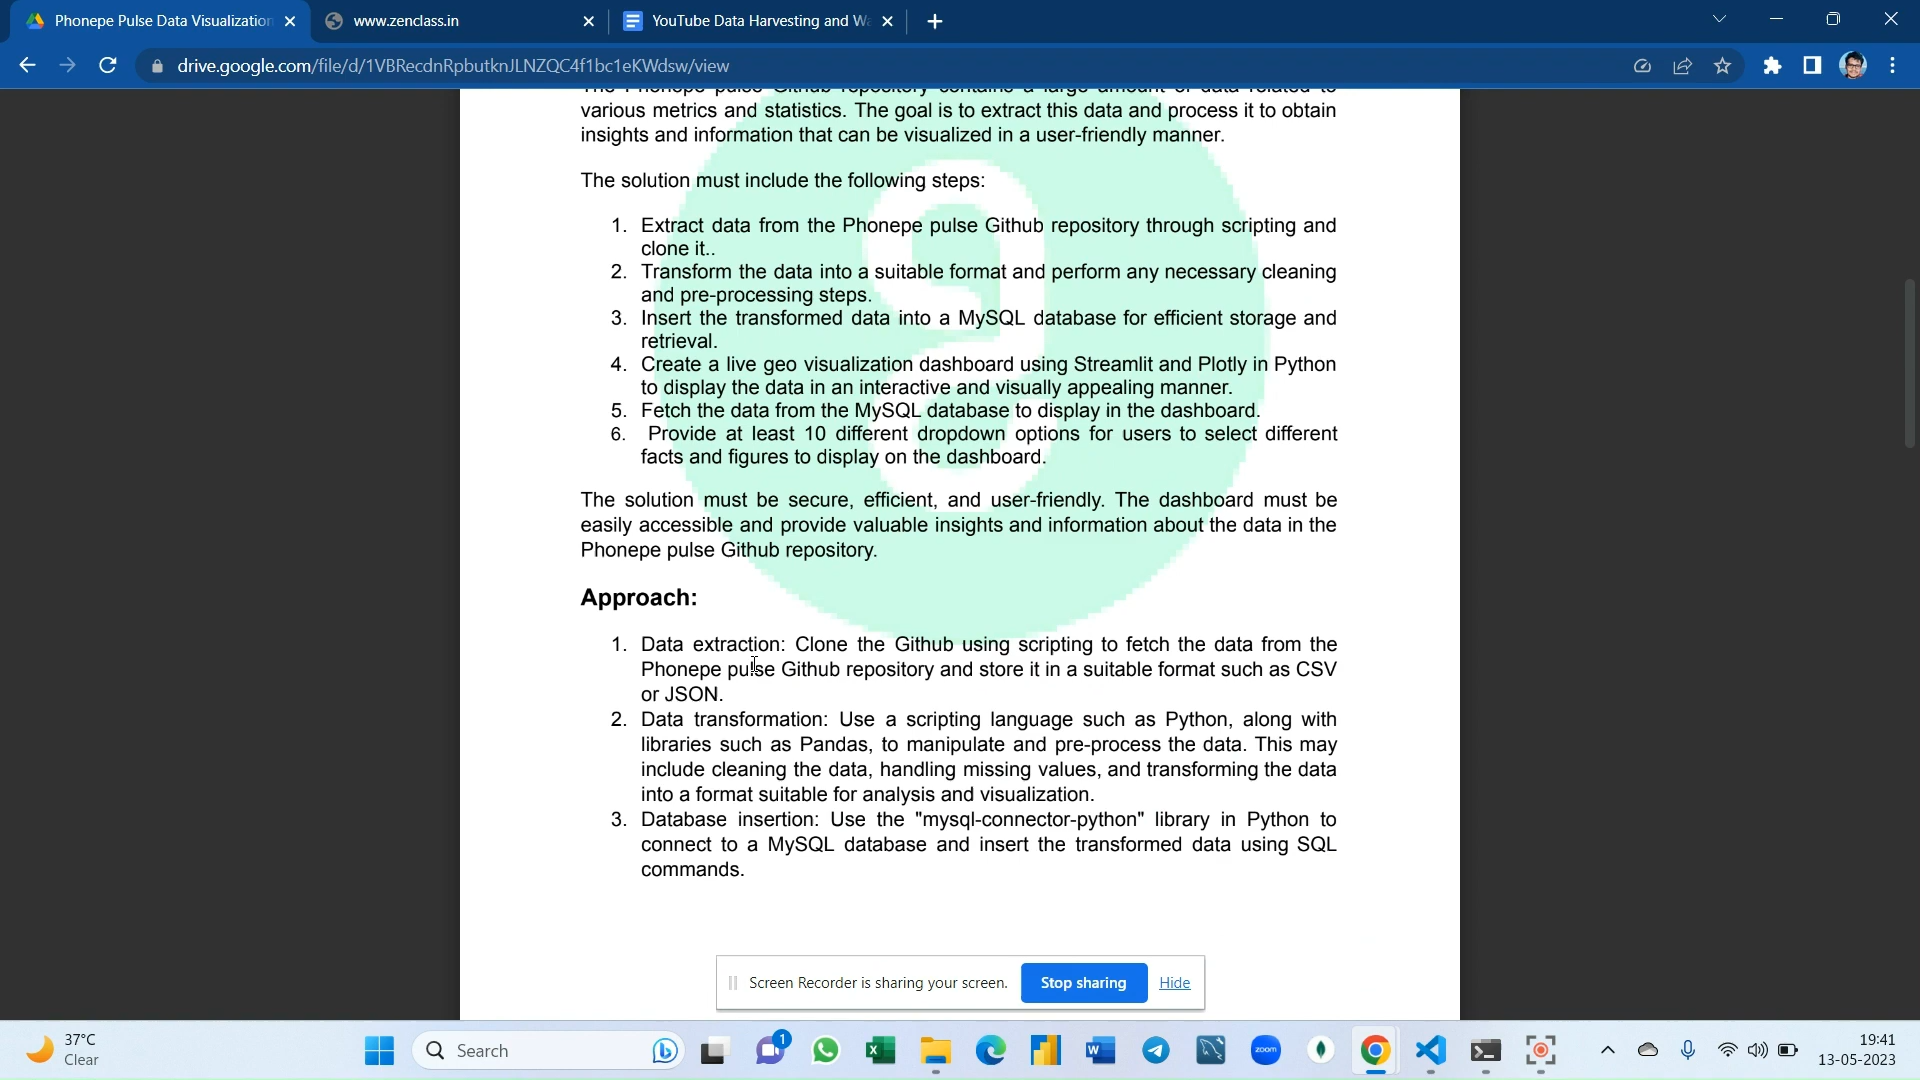 Phonepe Pulse Data Visualization
www.zenclass.in
YouTube Data Harvesting and Wa
drive.google.com/file/d/1VBRecdnRpbutknJLNZQC4f1bc1eKWdsw/view
The Phonepe pulse Github repository contains a large amount of data related to
various metrics and statistics. The goal is to extract this data and process it to obtain
insights and information that can be visualized in a user-friendly manner.
The solution must include the following steps:
1. Extract data from the Phonepe pulse Github repository through scripting and
clone it..
2. Transform the data into a suitable format and perform any necessary cleaning
and pre-processing steps.
3. Insert the transformed data into a MySQL database for efficient storage and
retrieval.
4. Create a live geo visualization dashboard using Streamlit and Plotly in Python
to display the data in an interactive and visually appealing manner.
5. Fetch the data from the MySQL database to display in the dashboard.
6. Provide at least 10 different dropdown options for users to select different
facts and figures to display on the dashboard.
The solution must be secure, efficient, and user-friendly. The dashboard must be
easily accessible and provide valuable insights and information about the data in the
Phonepe pulse Github repository.
Approach:
1. Data extraction: Clone the Github using scripting to fetch the data from the
Phonepe pulse Github repository and store it in a suitable format such as CSV
or JSON.
2. Data transformation: Use a scripting language such as Python, along with
libraries such as Pandas, to manipulate and pre-process the data. This may
include cleaning the data, handling missing values, and transforming the data
into a format suitable for analysis and visualization.
3. Database insertion: Use the "mysql-connector-python" library in Python to
connect to a MySQL database and insert the transformed data using SQL
commands.
Screen Recorder is sharing your screen. Stop sharing Hide
37°C
Clear
Search
1
zoom
19:41
13-05-2023